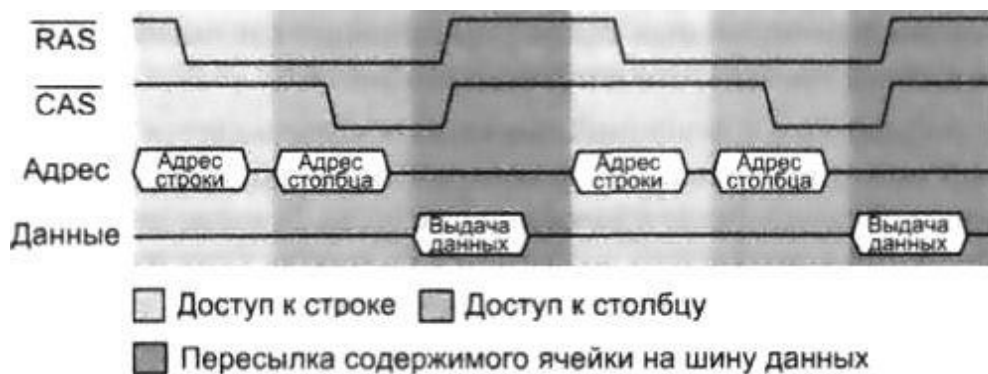 RAS
CAS
Адрес
Адрес строки
Адрес столбца
Адрес строки
Адрес столбца
Данные
Выдача данных
Выдача данных
Доступ к строке
Доступ к столбцу
Пересылка содержимого ячейки на шину данных